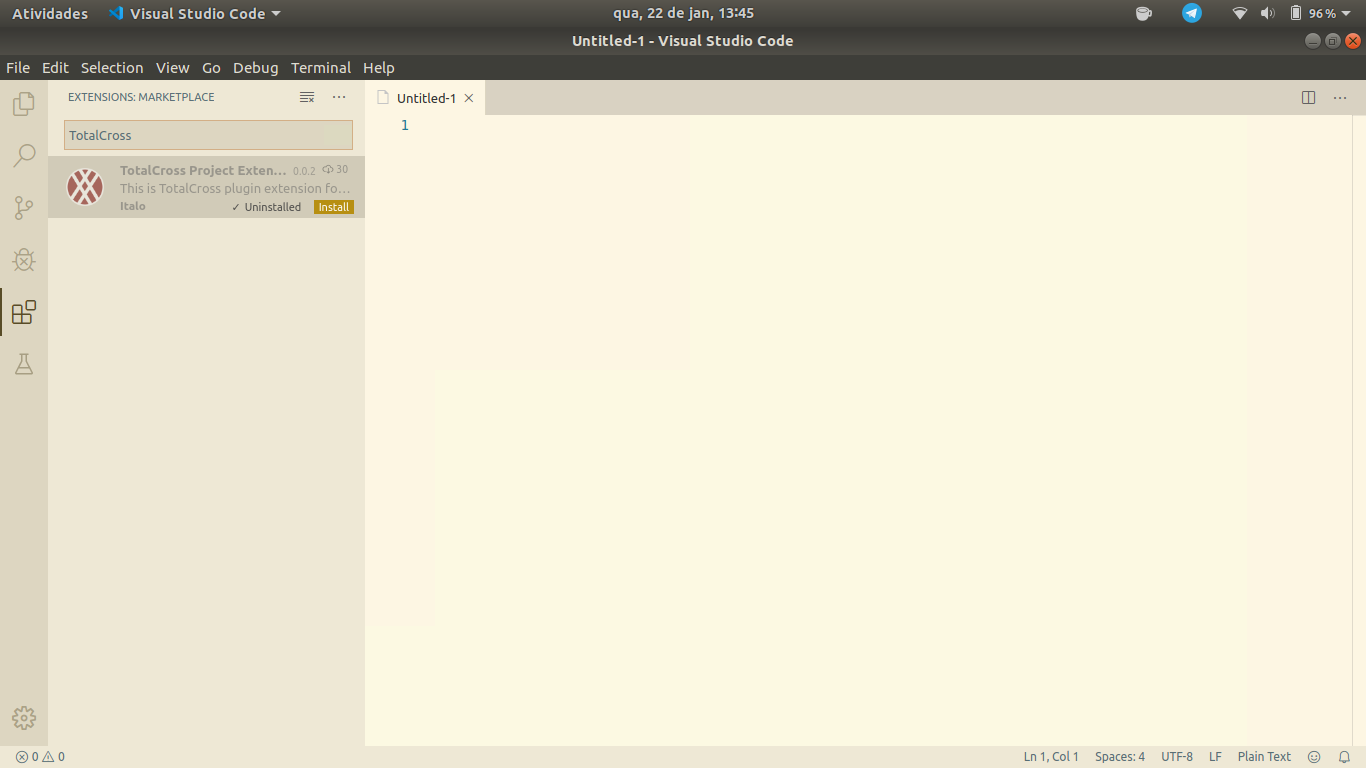 Atividades Visual Studio Code qua, 22 de jan, 13:45 96%
Untitled-1 - Visual Studio Code
File Edit Selection View Go Debug Terminal Help
EXTENSIONS: MARKETPLACE
Untitled-1
TotalCross
1
TotalCross Project Exten... 0.0.2 30
This is TotalCross plugin extension fo...
Italo ✓ Uninstalled Install
0 0 Ln 1, Col 1 Spaces: 4 UTF-8 LF Plain Text